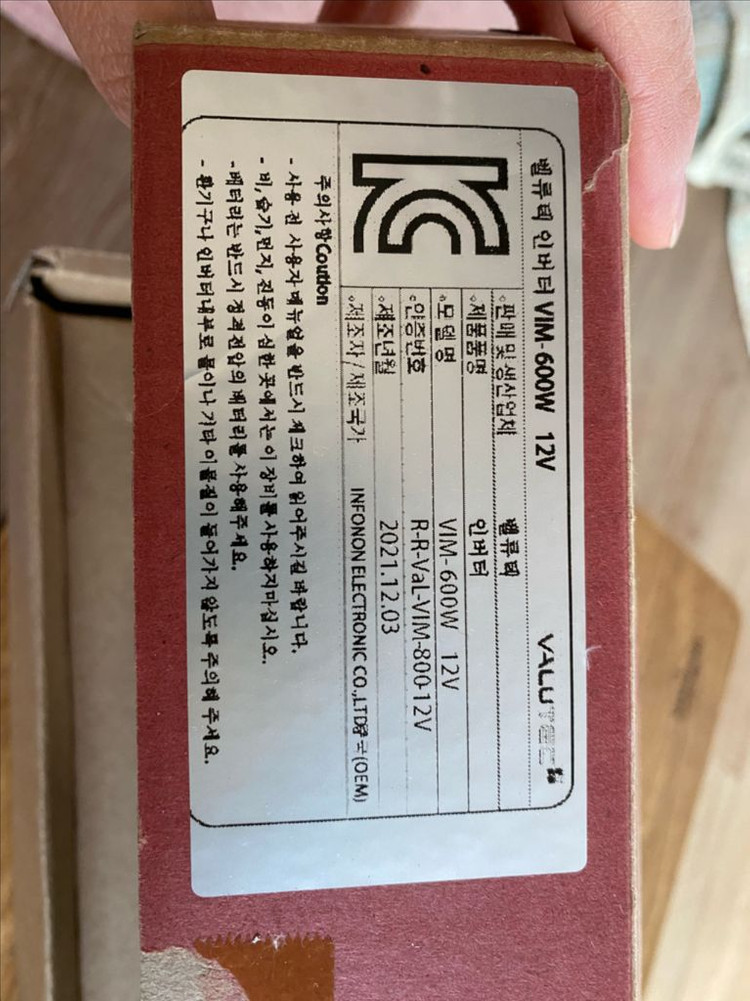 밸류텍 인버터 VIM-600W 12V VALUTEC
KC
◦판매 및 생산업체 밸류텍
◦제품품명 인버터
◦모델명 VIM-600W 12V
◦인증번호 R-R-VaL-VIM-800-12V
◦제조년월 2021.12.03
◦제조자/제조국가 INFONON ELECTRONIC CO.,LTD중국(OEM)
주의사항Coution
- 사용 전 사용자메뉴얼을 반드시 체크하여 읽어주시길 바랍니다.
- 비,습기,먼지,진동이 심한 곳에서는 이 장비를 사용하지마십시오.
-배터리는 반드시 정격전압의 배터리를 사용해주세요.
- 환기구나 인버터내부로 물이나 기타이물질이 들어가지 않도록 주의해 주세요.